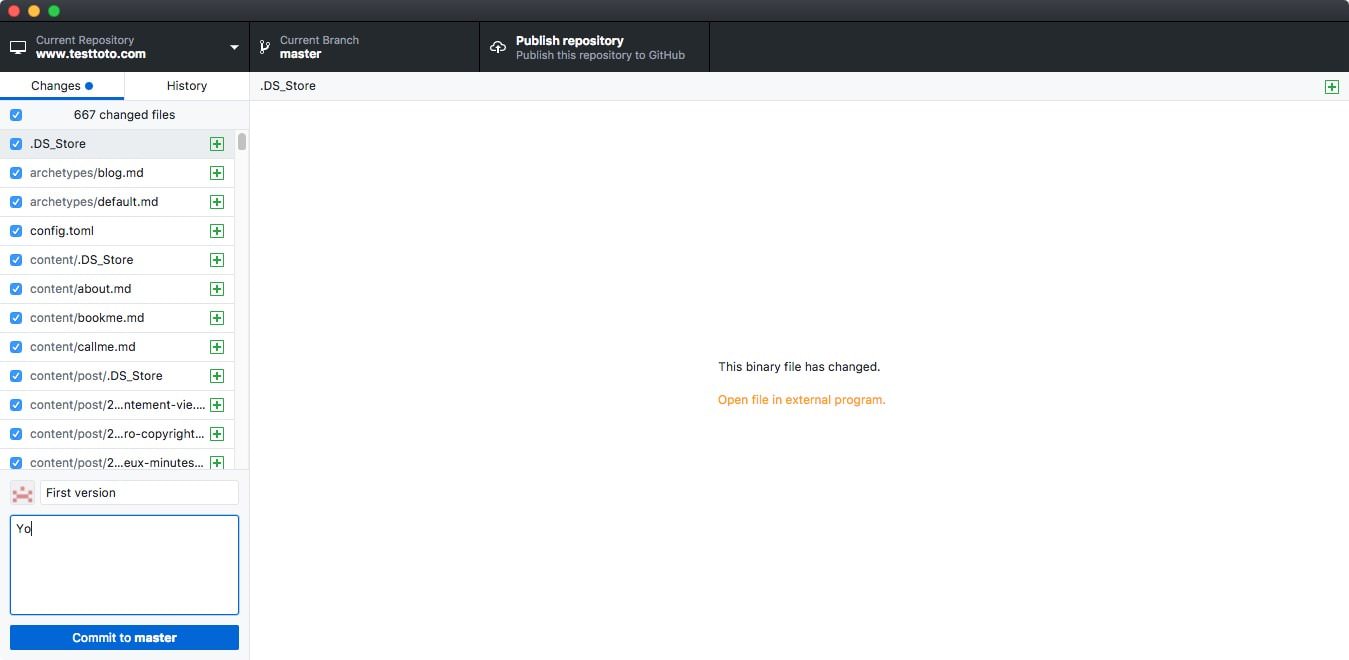 Current Repository
www.testtoto.com
Current Branch
master
Publish repository
Publish this repository to GitHub
Changes
History
.DS_Store
667 changed files
.DS_Store
archetypes/blog.md
archetypes/default.md
config.toml
content/.DS_Store
content/about.md
content/bookme.md
content/callme.md
content/post/.DS_Store
content/post/2...ntement-vie....
content/post/2...ro-copyright...
content/post/2...eux-minutes...
This binary file has changed.
Open file in external program.
First version
Yo
Commit to master